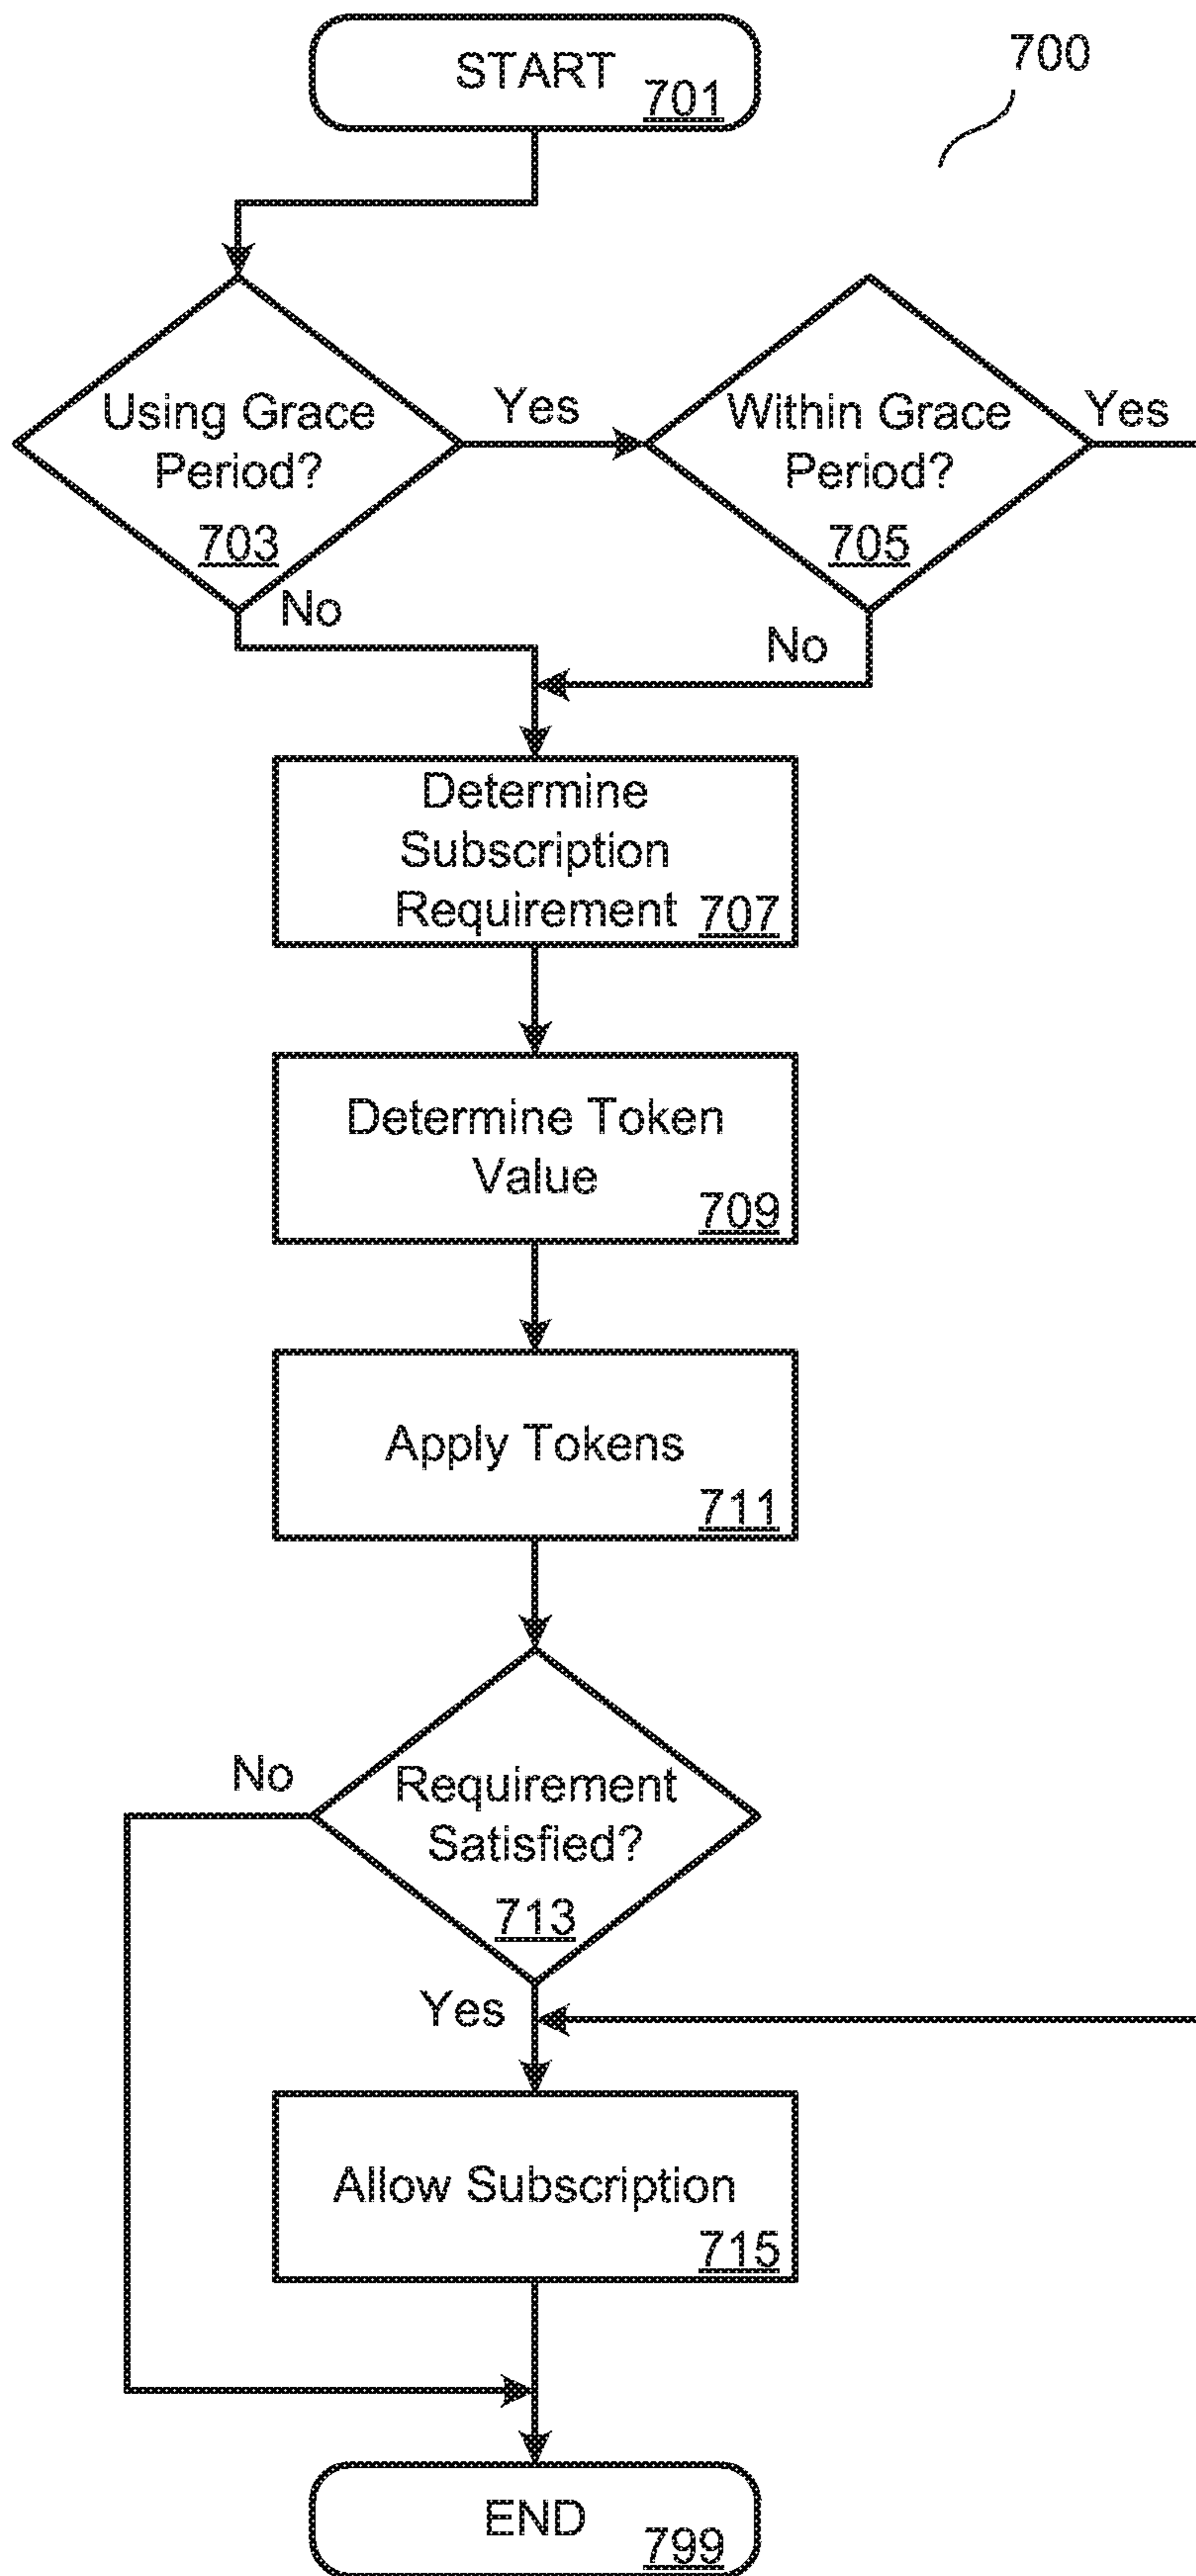 START
701
700
Using Grace
Period?
703
Yes
Within Grace
Period?
705
Yes
No
No
Determine
Subscription
Requirement
707
Determine Token
Value
709
Apply Tokens
711
No
Requirement
Satisfied?
713
Yes
Allow Subscription
715
END
799